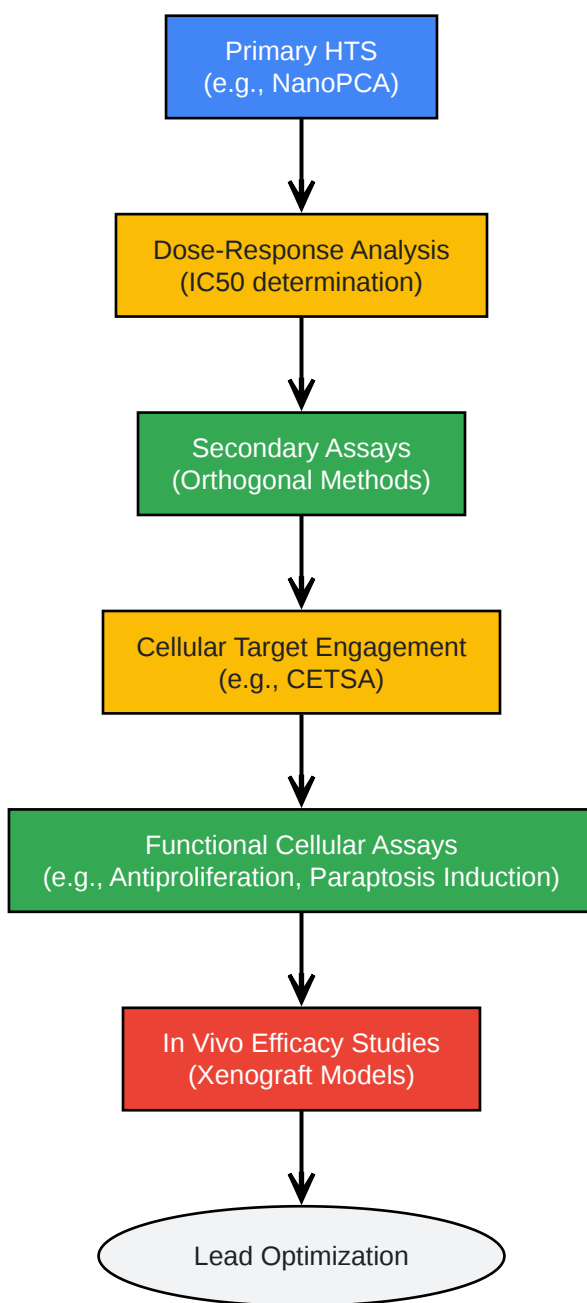 Primary HTS
(e.g., NanoPCA)
Dose-Response Analysis
(IC50 determination)
Secondary Assays
(Orthogonal Methods)
Cellular Target Engagement
(e.g., CETSA)
Functional Cellular Assays
(e.g., Antiproliferation, Paraptosis Induction)
In Vivo Efficacy Studies
(Xenograft Models)
Lead Optimization